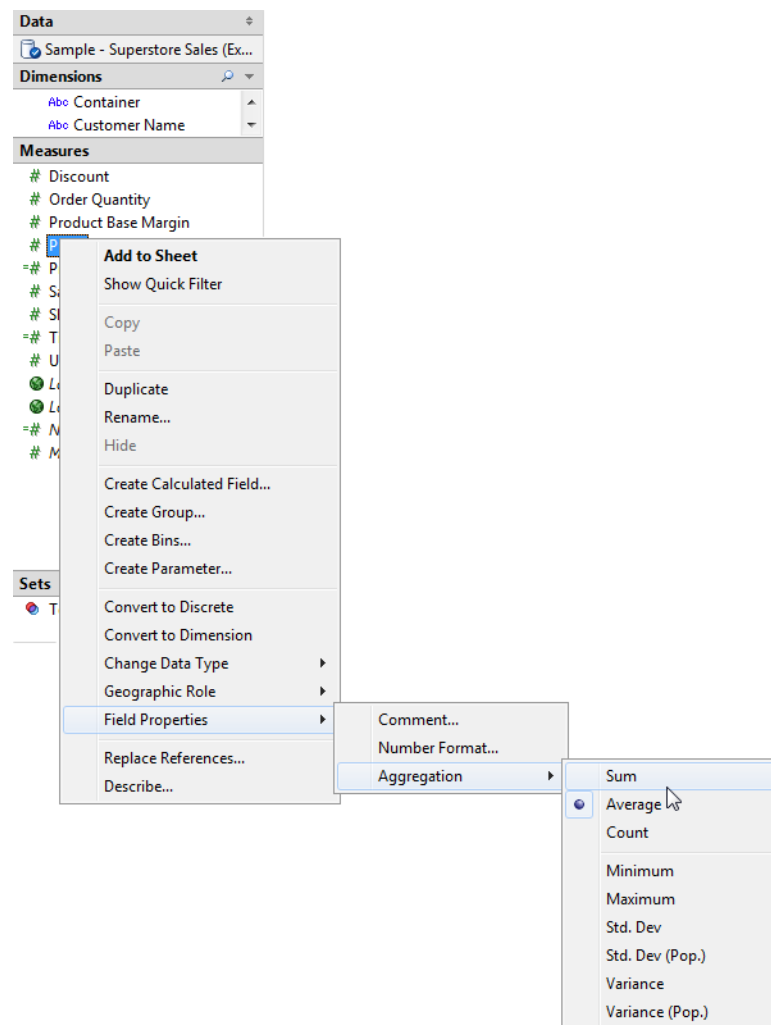 Data
Sample - Superstore Sales (Ex...
Dimensions
Abc Container
Abc Customer Name
Measures
# Discount
# Order Quantity
# Product Base Margin
#
=#
#
#
=#
#
=#
#
Sets
Add to Sheet
Show Quick Filter
Copy
Paste
Duplicate
Rename...
Hide
Create Calculated Field...
Create Group...
Create Bins...
Create Parameter...
Convert to Discrete
Convert to Dimension
Change Data Type
Geographic Role
Field Properties
Replace References...
Describe...
Comment...
Number Format...
Aggregation
Sum
Average
Count
Minimum
Maximum
Std. Dev
Std. Dev (Pop.)
Variance
Variance (Pop.)